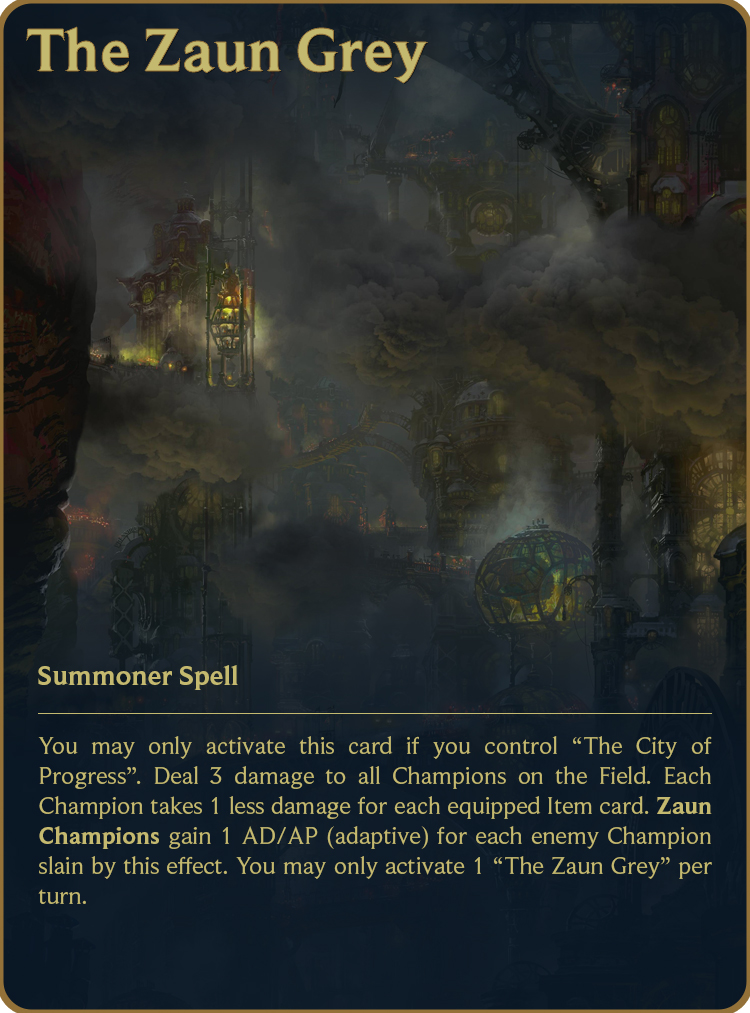 The Zaun Grey
Summoner Spell
You may only activate this card if you control “The City of
Progress”. Deal 3 damage to all Champions on the Field. Each
Champion takes 1 less damage for each equipped Item card. Zaun
Champions gain 1 AD/AP (adaptive) for each enemy Champion
slain by this effect. You may only activate 1 “The Zaun Grey” per
turn.